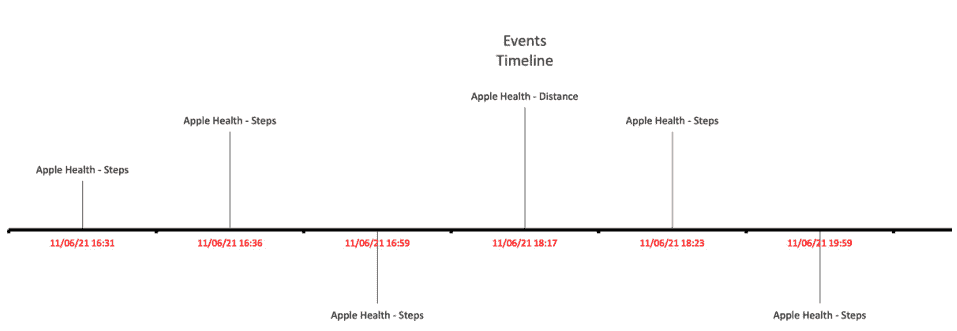 Events
Timeline
Apple Health - Distance
Apple Health - Steps
Apple Health - Steps
Apple Health - Steps
11/06/21 16:31
11/06/21 16:36
11/06/21 16:59
11/06/21 18:17
11/06/21 18:23
11/06/21 19:59
Apple Health - Steps
Apple Health - Steps